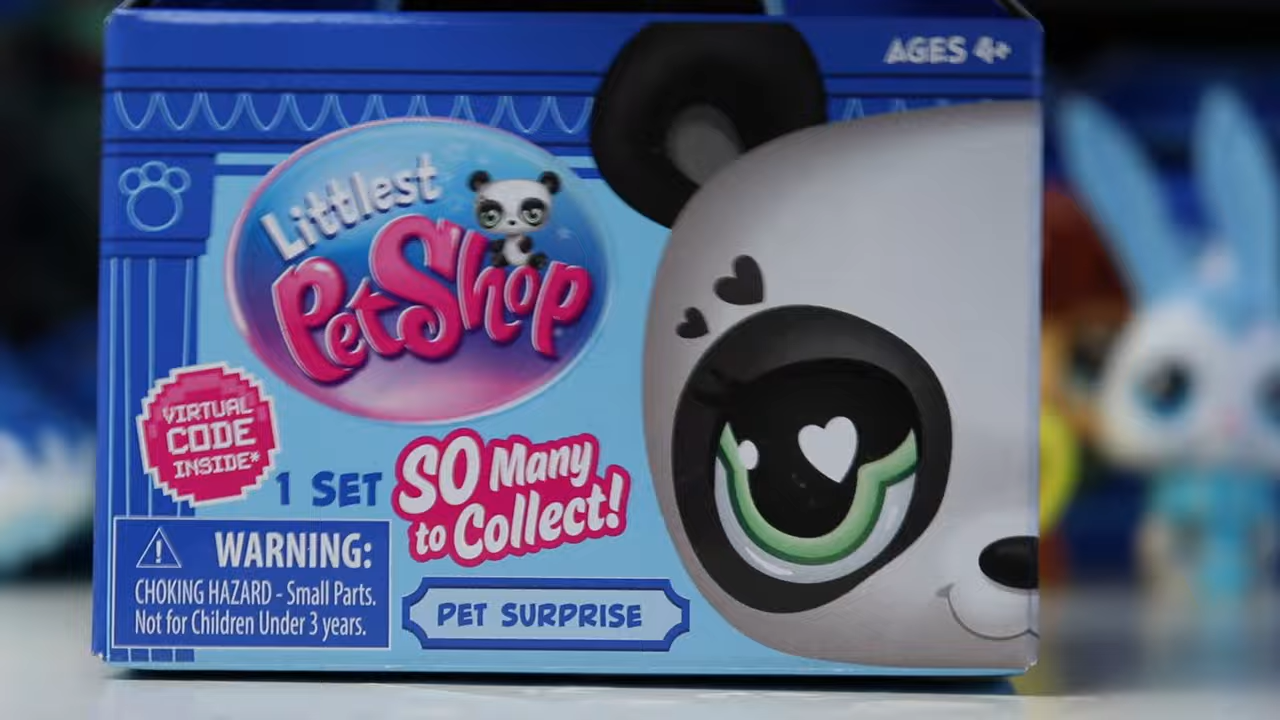 AGES 4+
Littlest
PetShop
VIRTUAL
CODE
INSIDE*
1 SET
SO Many
to Collect!
WARNING:
CHOKING HAZARD - Small Parts.
Not for Children Under 3 years.
PET SURPRISE